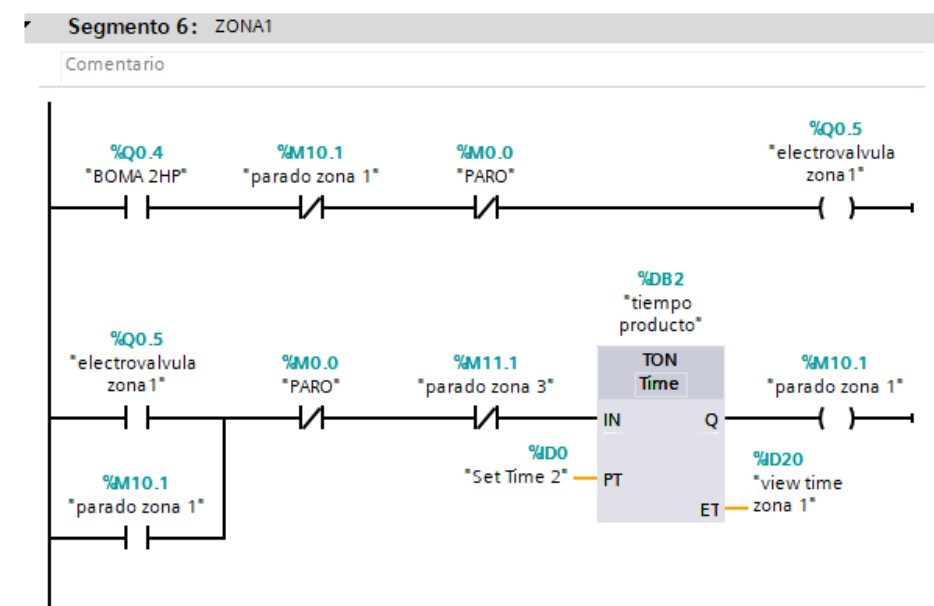 Segmento 6: ZONA1
Comentario
%Q0.4
"BOMA 2HP"
%M10.1
"parado zona 1"
%M0.0
"PARO"
%Q0.5
"electrovalvula
zona1"
%DB2
"tiempo
producto"
%Q0.5
"electrovalvula
zona1"
%M0.0
"PARO"
%M11.1
"parado zona 3"
TON
Time
%M10.1
"parado zona 1"
IN
Q
%ID0
"Set Time 2"
PT
%ID20
"view time
zona 1"
ET
%M10.1
"parado zona 1"